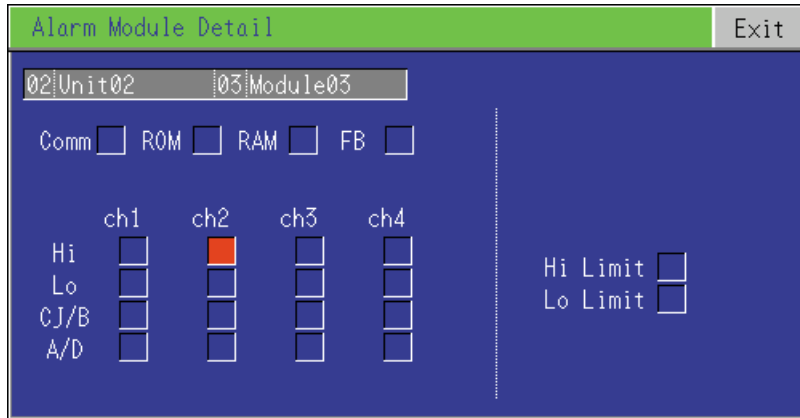 Alarm Module Detail Exit
02 Unit02 03 Module03
Comm ROM RAM FB
ch1 ch2 ch3 ch4
Hi
Lo
CJ/B
A/D
Hi Limit
Lo Limit